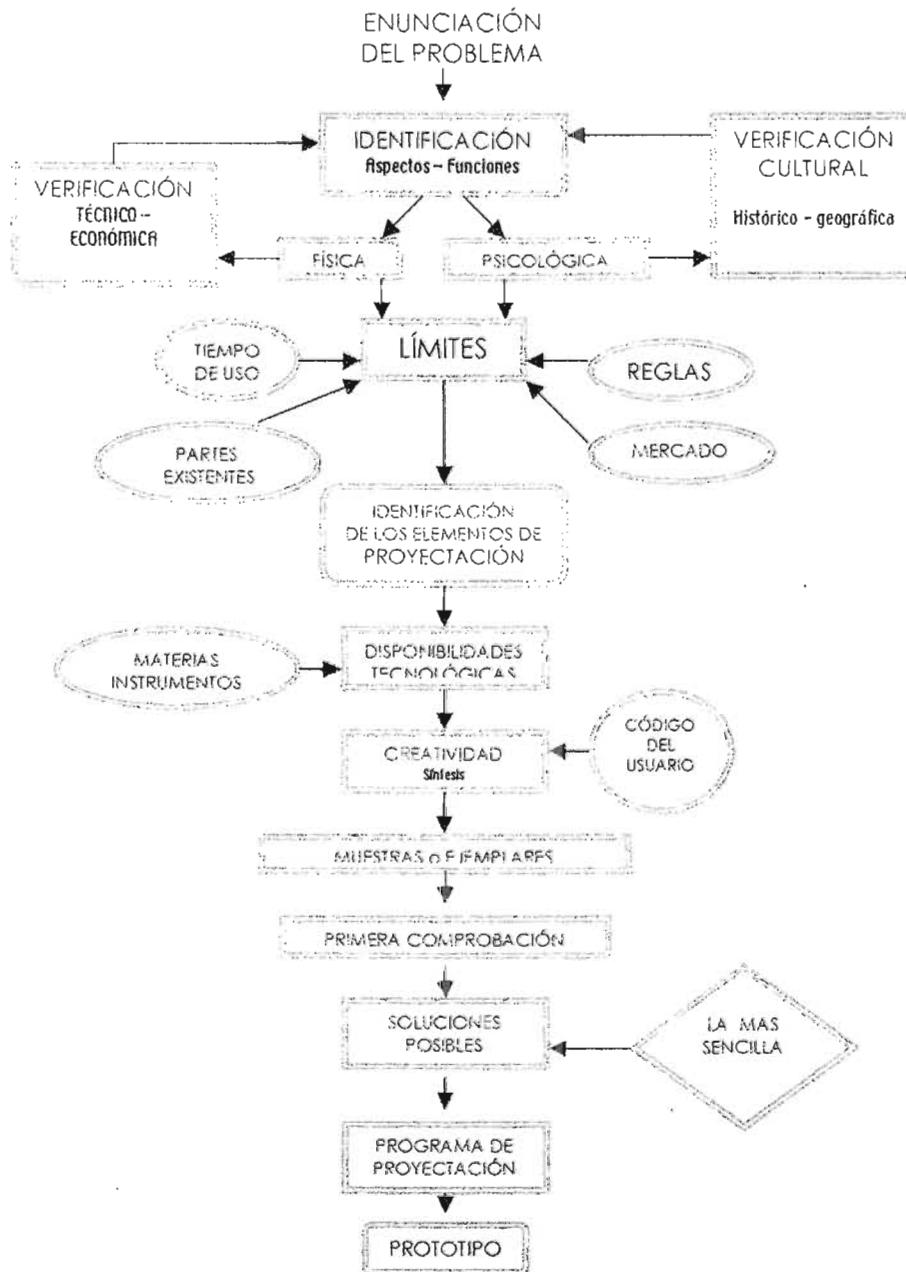 ENUNCIACIÓN
DEL PROBLEMA
IDENTIFICACIÓN
Aspectos – Funciones
VERIFICACIÓN
CULTURAL
Histórico - geográfica
VERIFICACIÓN
TÉCNICO –
ECONÓMICA
FÍSICA
PSICOLÓGICA
LÍMITES
TIEMPO
DE USO
REGLAS
PARTES
EXISTENTES
MERCADO
IDENTIFICACIÓN
DE LOS ELEMENTOS DE
PROYECTACIÓN
DISPONIBILIDADES
TECNOLÓGICAS
MATERIAS
INSTRUMENTOS
CREATIVIDAD
Síntesis
CÓDIGO
DEL
USUARIO
MUESTRAS o EJEMPLARES
PRIMERA COMPROBACIÓN
SOLUCIONES
POSIBLES
LA MAS
SENCILLA
PROGRAMA DE
PROYECTACIÓN
PROTOTIPO